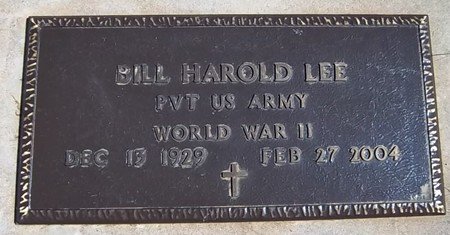 BILL HAROLD LEE
PVT US ARMY
WORLD WAR II
DEC 13 1929 FEB 27 2004